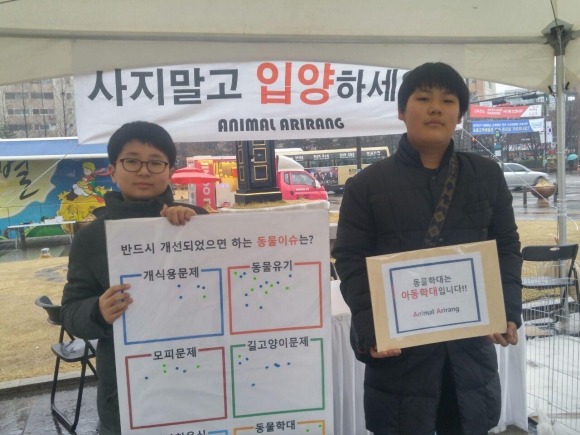 사지말고 입양하세
ANIMAL ARIRANG
반드시 개선되었으면 하는 동물이슈는?
개식용문제
동물유기
모피문제
길고양이문제
동물학대
동물학대는
아동학대입니다!!
Animal Arirang